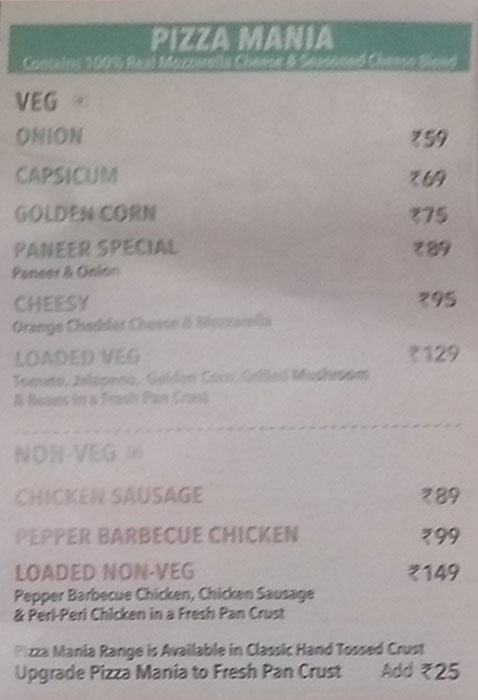 PIZZA MANIA
Contains 100% Real Mozzarella Cheese & Seasoned Cheese Blend
VEG
ONION ₹59
CAPSICUM ₹69
GOLDEN CORN ₹75
PANEER SPECIAL ₹89
Paneer & Onion
CHEESY ₹95
Orange Cheddar Cheese & Mozzarella
LOADED VEG ₹129
Tomato, Jalapeno, Golden Corn, Grilled Mushroom
& Beans in a Fresh Pan Crust
NON-VEG
CHICKEN SAUSAGE ₹89
PEPPER BARBECUE CHICKEN ₹99
LOADED NON-VEG ₹149
Pepper Barbecue Chicken, Chicken Sausage
& Peri-Peri Chicken in a Fresh Pan Crust
Pizza Mania Range is Available in Classic Hand Tossed Crust
Upgrade Pizza Mania to Fresh Pan Crust Add ₹25